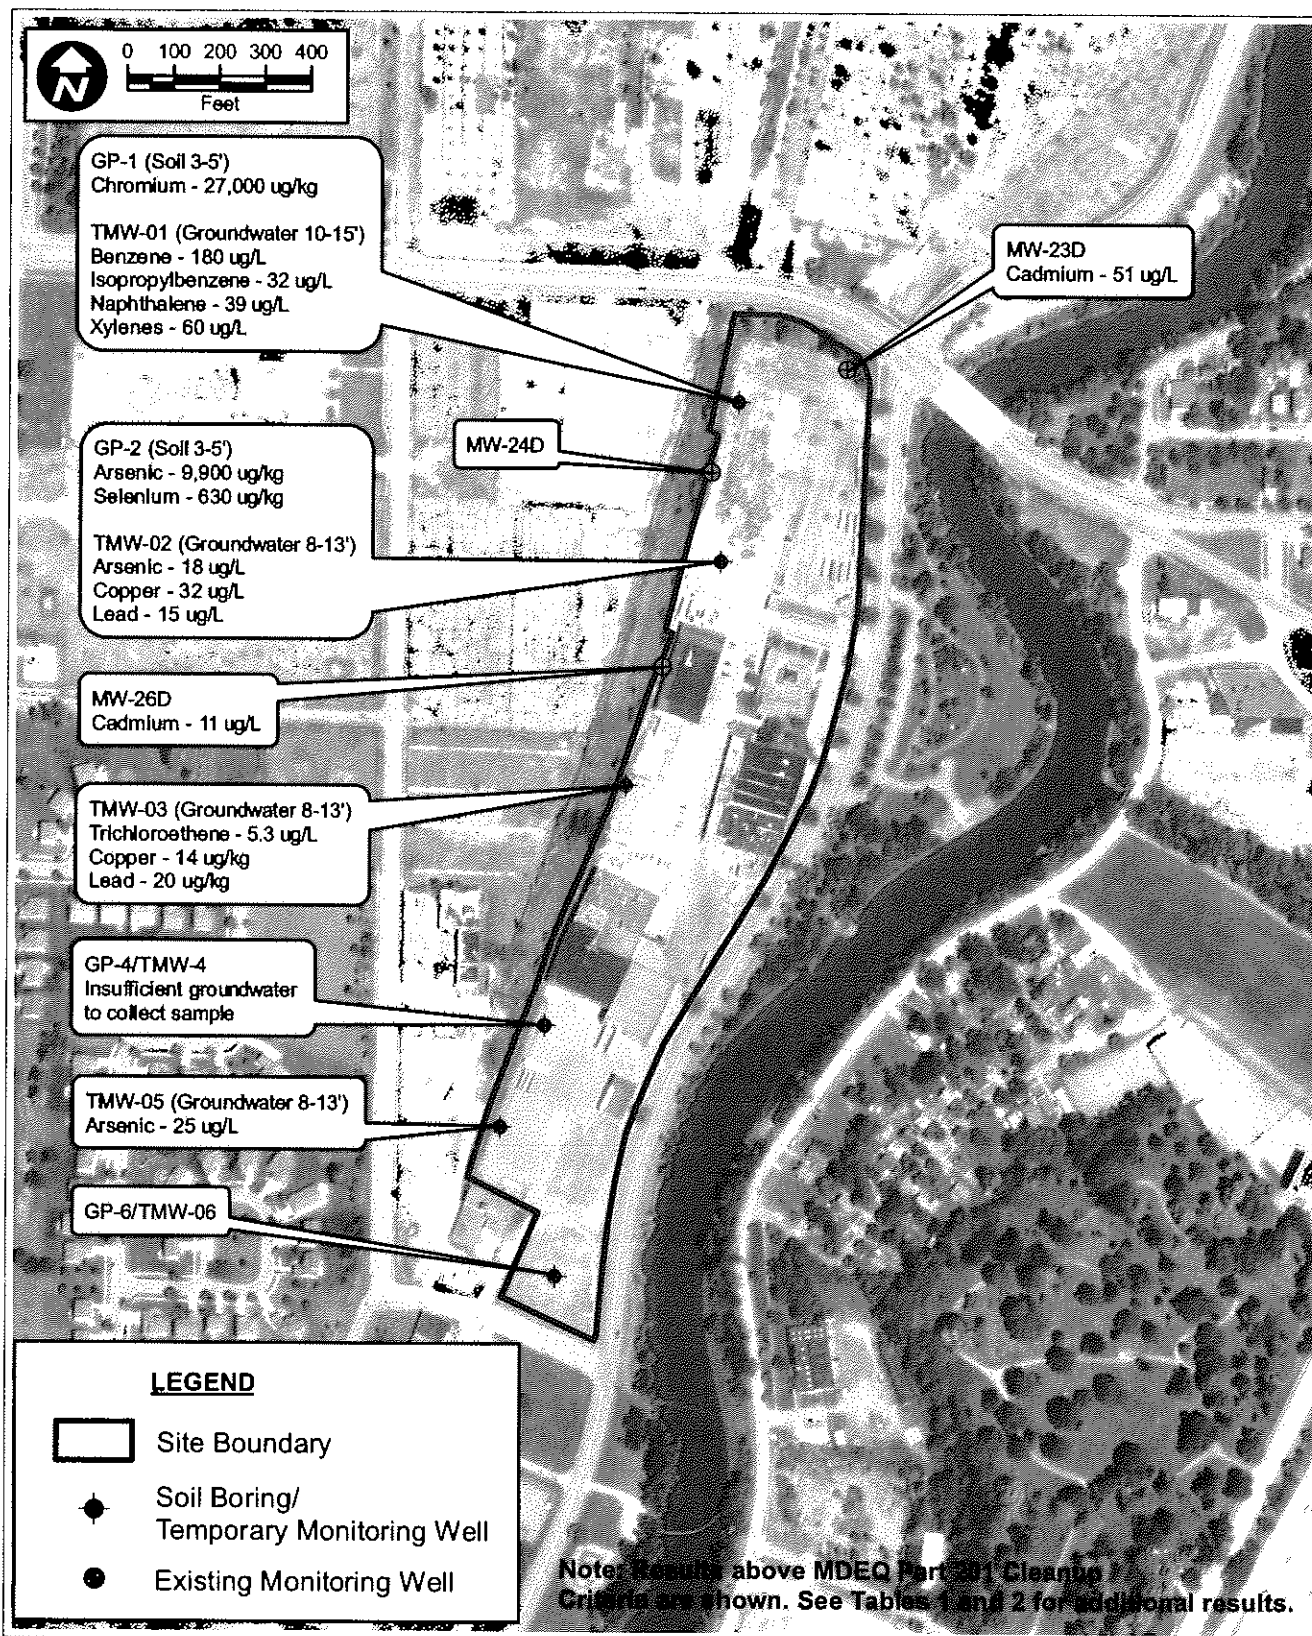 N
0 100 200 300 400
Feet
GP-1 (Soil 3-5')
Chromium - 27,000 ug/kg
TMW-01 (Groundwater 10-15')
Benzene - 180 ug/L
Isopropylbenzene - 32 ug/L
Naphthalene - 39 ug/L
Xylenes - 60 ug/L
MW-23D
Cadmium - 51 ug/L
MW-24D
GP-2 (Soil 3-5')
Arsenic - 9,900 ug/kg
Selenium - 630 ug/kg
TMW-02 (Groundwater 8-13')
Arsenic - 18 ug/L
Copper - 32 ug/L
Lead - 15 ug/L
MW-26D
Cadmium - 11 ug/L
TMW-03 (Groundwater 8-13')
Trichloroethene - 5.3 ug/L
Copper - 14 ug/kg
Lead - 20 ug/kg
GP-4/TMW-4
Insufficient groundwater
to collect sample
TMW-05 (Groundwater 8-13')
Arsenic - 25 ug/L
GP-6/TMW-06
LEGEND
Site Boundary
Soil Boring/
Temporary Monitoring Well
Existing Monitoring Well
Note: Results above MDEQ Part 201 Cleanup
Criteria are shown. See Tables 1 and 2 for additional results.